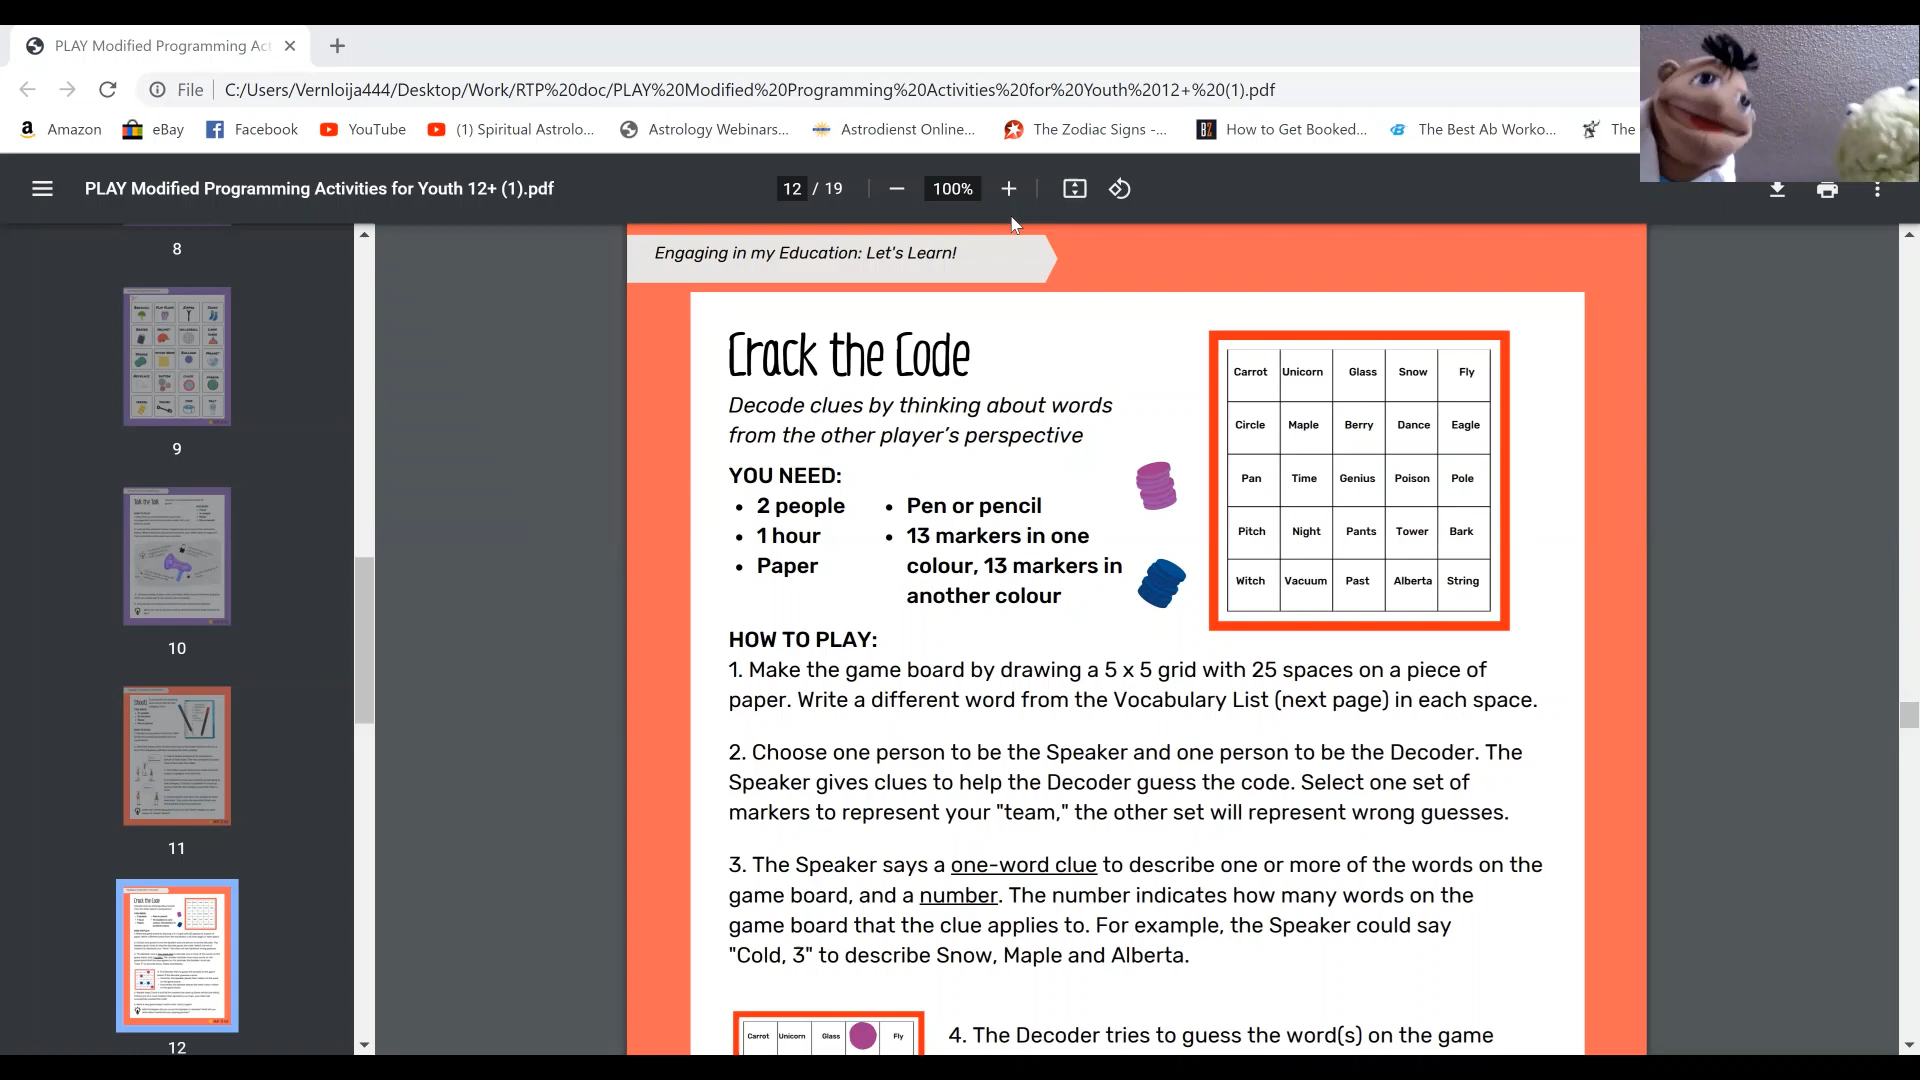 PLAY Modified Programming Act
File
C:/Users/Vernloija444/Desktop/Work/RTP%20doc/PLAY%20Modified%20Programming%20Activities%20for%20Youth%2012+%20(1).pdf
Amazon
eBay
Facebook
YouTube
(1) Spiritual Astrolo...
Astrology Webinars...
Astrodienst Online...
The Zodiac Signs -...
How to Get Booked...
The Best Ab Worko...
The
PLAY Modified Programming Activities for Youth 12+ (1).pdf
12 / 19
100%
8
9
10
11
12
Engaging in my Education: Let's Learn!
Crack the Code
Decode clues by thinking about words
from the other player's perspective
YOU NEED:
• 2 people
• 1 hour
• Paper
• Pen or pencil
• 13 markers in one
colour, 13 markers in
another colour
Carrot Unicorn Glass Snow Fly
Circle Maple Berry Dance Eagle
Pan Time Genius Poison Pole
Pitch Night Pants Tower Bark
Witch Vacuum Past Alberta String
HOW TO PLAY:
1. Make the game board by drawing a 5 x 5 grid with 25 spaces on a piece of
paper. Write a different word from the Vocabulary List (next page) in each space.
2. Choose one person to be the Speaker and one person to be the Decoder. The
Speaker gives clues to help the Decoder guess the code. Select one set of
markers to represent your "team," the other set will represent wrong guesses.
3. The Speaker says a one-word clue to describe one or more of the words on the
game board, and a number. The number indicates how many words on the
game board that the clue applies to. For example, the Speaker could say
"Cold, 3" to describe Snow, Maple and Alberta.
Carrot Unicorn Glass Fly
4. The Decoder tries to guess the word(s) on the game